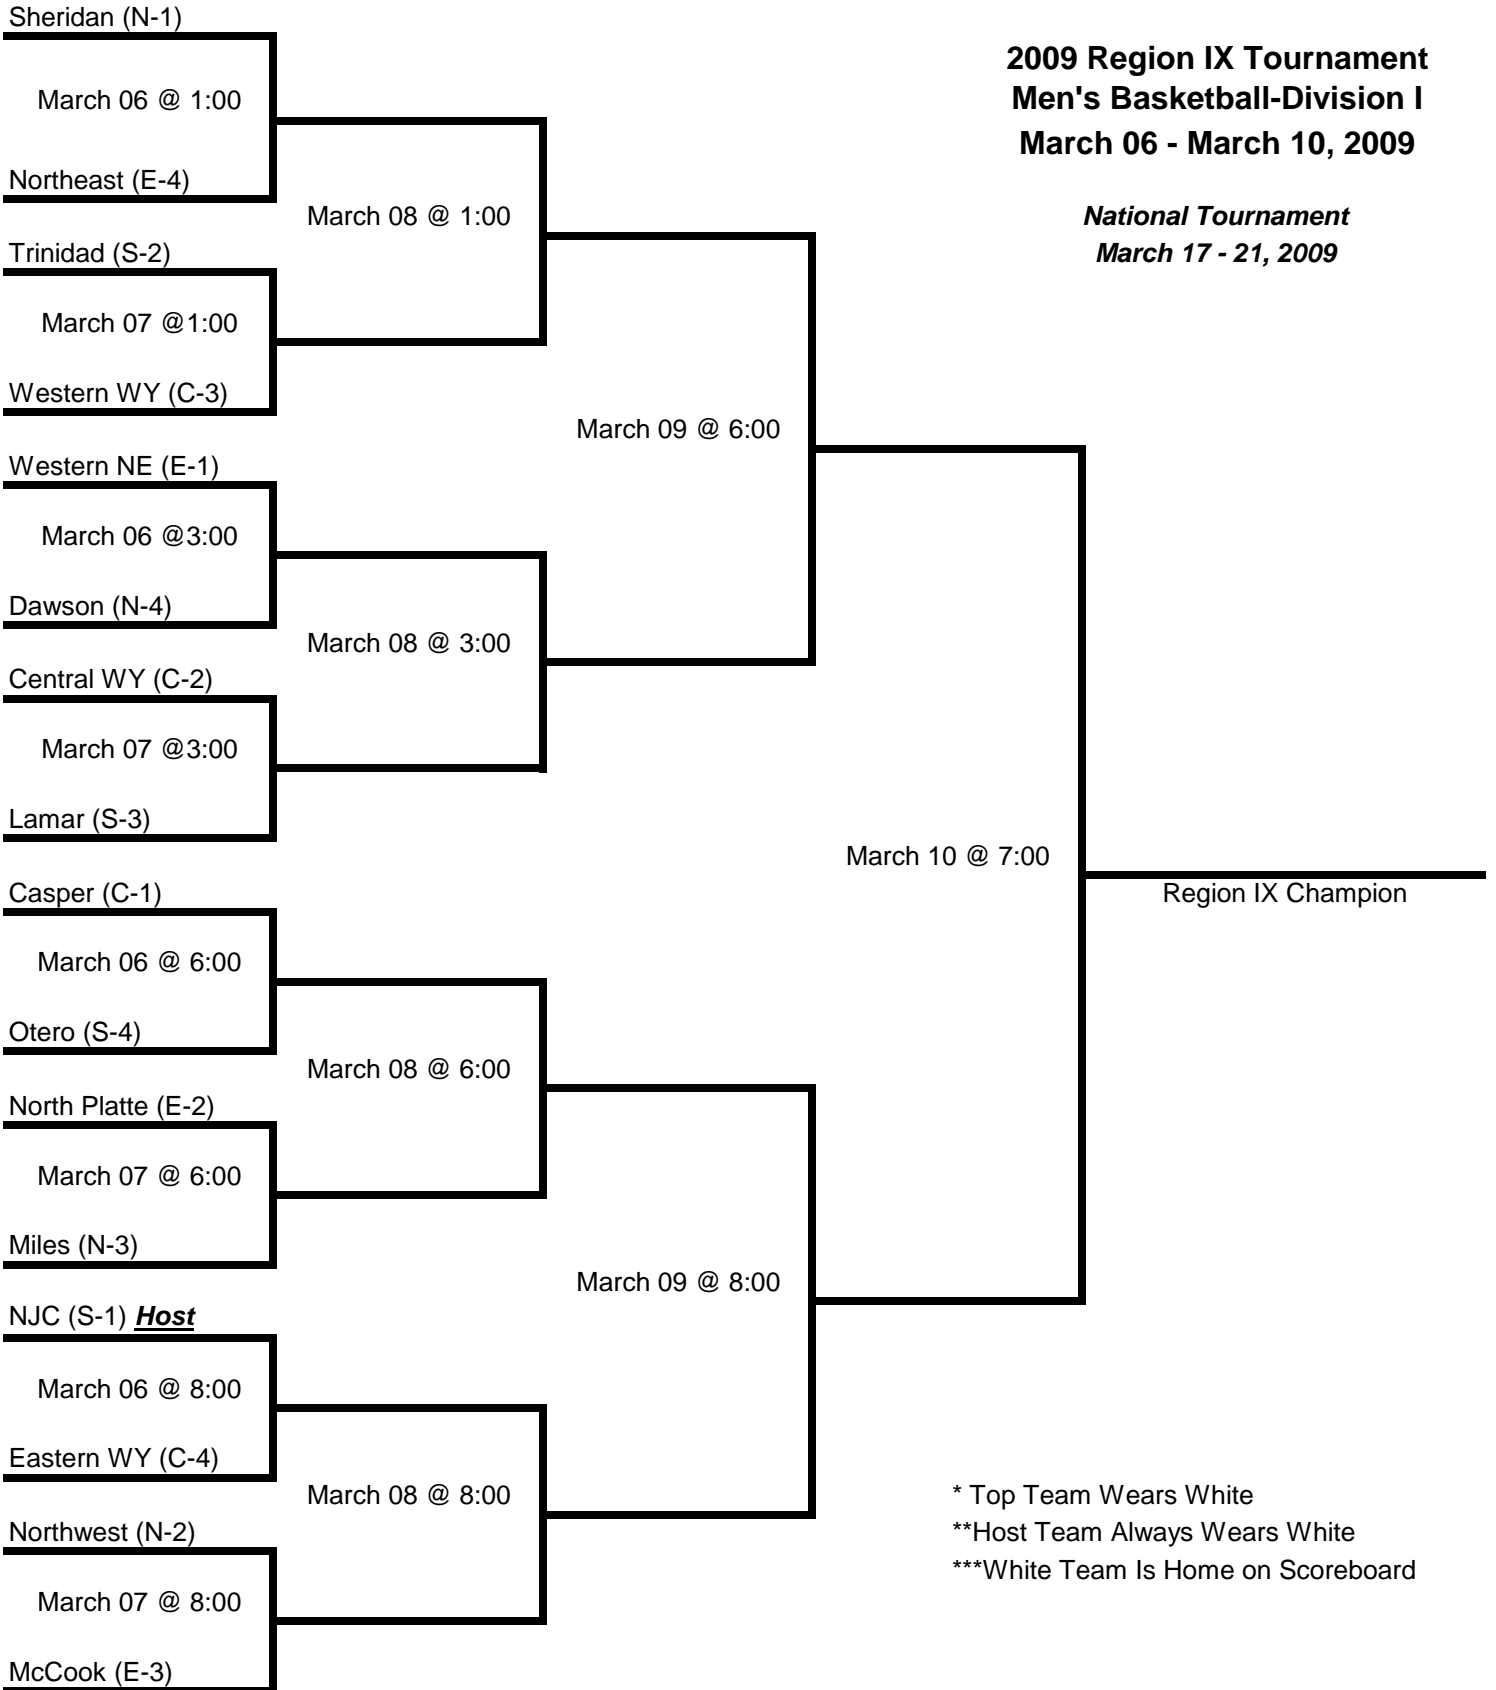 Sheridan (N-1)
2009 Region IX Tournament
Men's Basketball-Division I
March 06 - March 10, 2009
National Tournament
March 17 - 21, 2009
March 06 @ 1:00
Northeast (E-4)
March 08 @ 1:00
Trinidad (S-2)
March 07 @1:00
Western WY (C-3)
March 09 @ 6:00
Western NE (E-1)
March 06 @3:00
Dawson (N-4)
March 08 @ 3:00
Central WY (C-2)
March 07 @3:00
Lamar (S-3)
March 10 @ 7:00
Region IX Champion
Casper (C-1)
March 06 @ 6:00
Otero (S-4)
March 08 @ 6:00
North Platte (E-2)
March 07 @ 6:00
Miles (N-3)
March 09 @ 8:00
NJC (S-1) Host
March 06 @ 8:00
Eastern WY (C-4)
March 08 @ 8:00
Northwest (N-2)
March 07 @ 8:00
McCook (E-3)
* Top Team Wears White
**Host Team Always Wears White
***White Team Is Home on Scoreboard